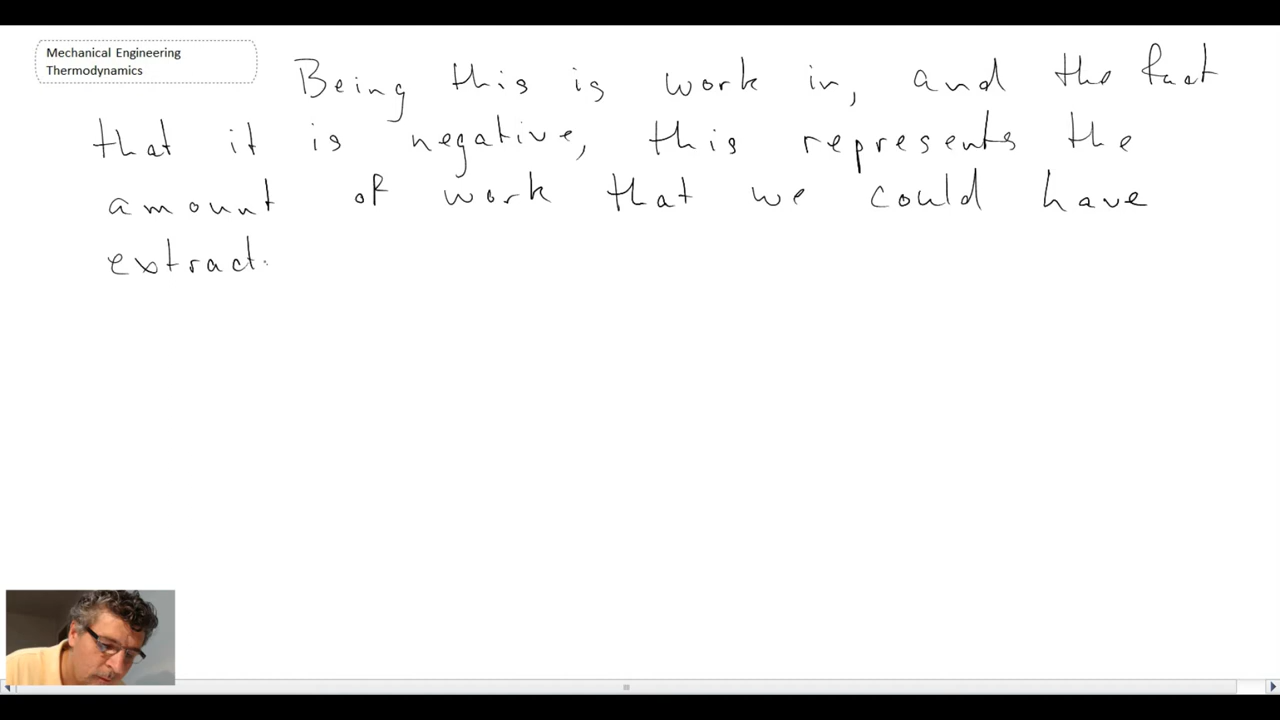 Mechanical Engineering
Thermodynamics
Being this is work in, and the fact
that it is negative, this represents the
amount of work that we could have
extract